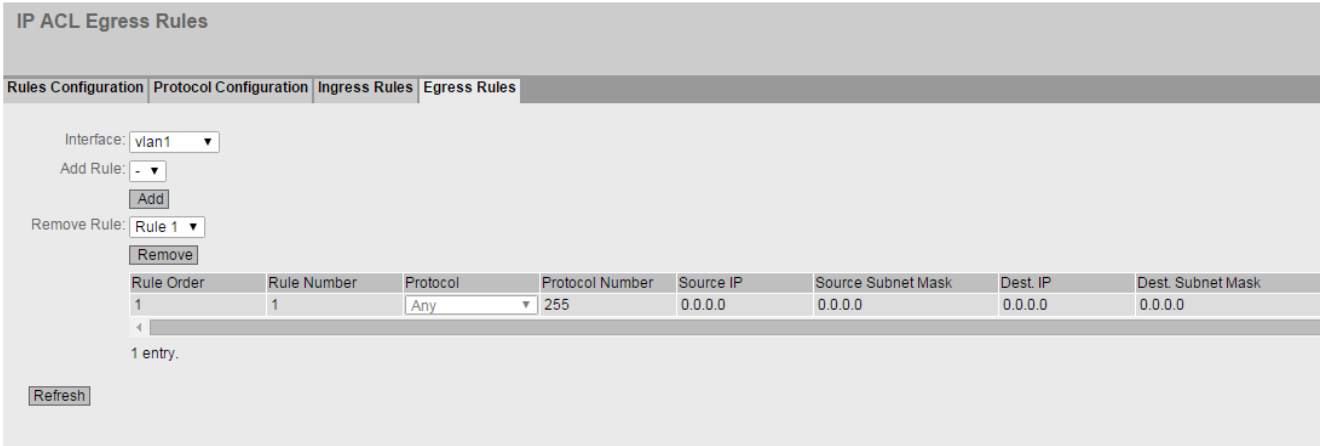 IP ACL Egress Rules
Rules Configuration Protocol Configuration Ingress Rules Egress Rules
Interface: vlan1
Add Rule: -
Add
Remove Rule: Rule 1
Remove
Rule Order Rule Number Protocol Protocol Number Source IP Source Subnet Mask Dest. IP Dest. Subnet Mask
1 1 Any 255 0.0.0.0 0.0.0.0 0.0.0.0 0.0.0.0
1 entry.
Refresh